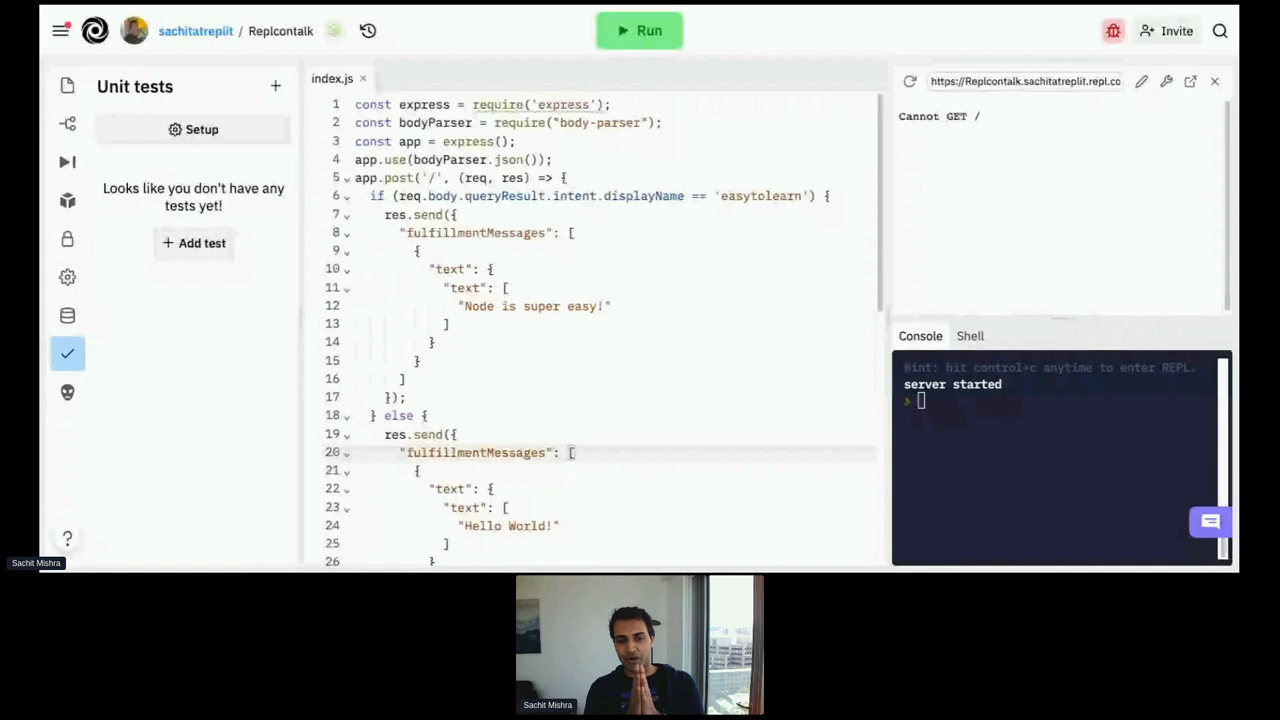 sachitatreplit / Replcontalk
Run
Invite
Unit tests
Setup
Looks like you don't have any
tests yet!
Add test
index.js
1 const express = require('express');
2 const bodyParser = require("body-parser");
3 const app = express();
4 app.use(bodyParser.json());
5 app.post('/', (req, res) => {
6 if (req.body.queryResult.intent.displayName == 'easytolearn') {
7 res.send({
8 "fulfillmentMessages": [
9 {
10 "text": {
11 "text": [
12 "Node is super easy!"
13 ]
14 }
15 }
16 ]
17 });
18 } else {
19 res.send({
20 "fulfillmentMessages": [
21 {
22 "text": {
23 "text": [
24 "Hello World!"
25 ]
26 }
https://Replcontalk.sachitatreplit.repl.co
Cannot GET /
Console Shell
Hint: hit control+c anytime to enter REPL.
server started
>
?
Sachit Mishra
Sachit Mishra